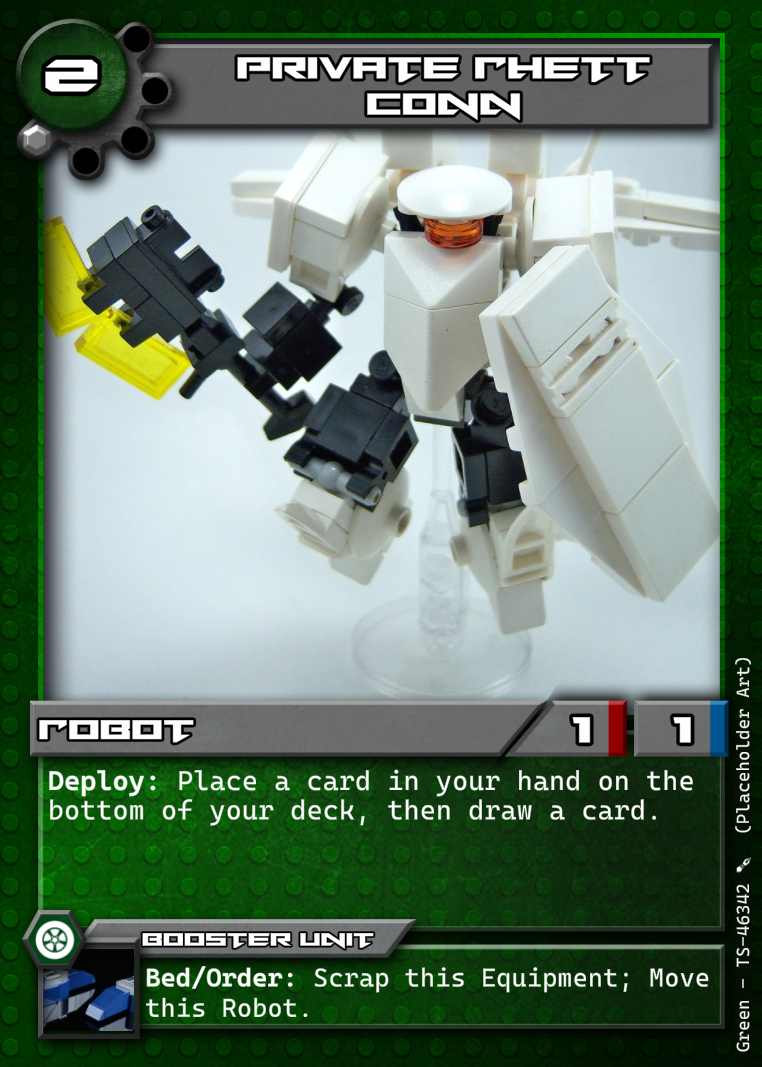 2
PRIVATE RHETT
CONN
ROBOT
1
1
Deploy: Place a card in your hand on the
bottom of your deck, then draw a card.
BOOSTER UNIT
Bed/Order: Scrap this Equipment; Move
this Robot.
Green - TS-46342 (Placeholder Art)